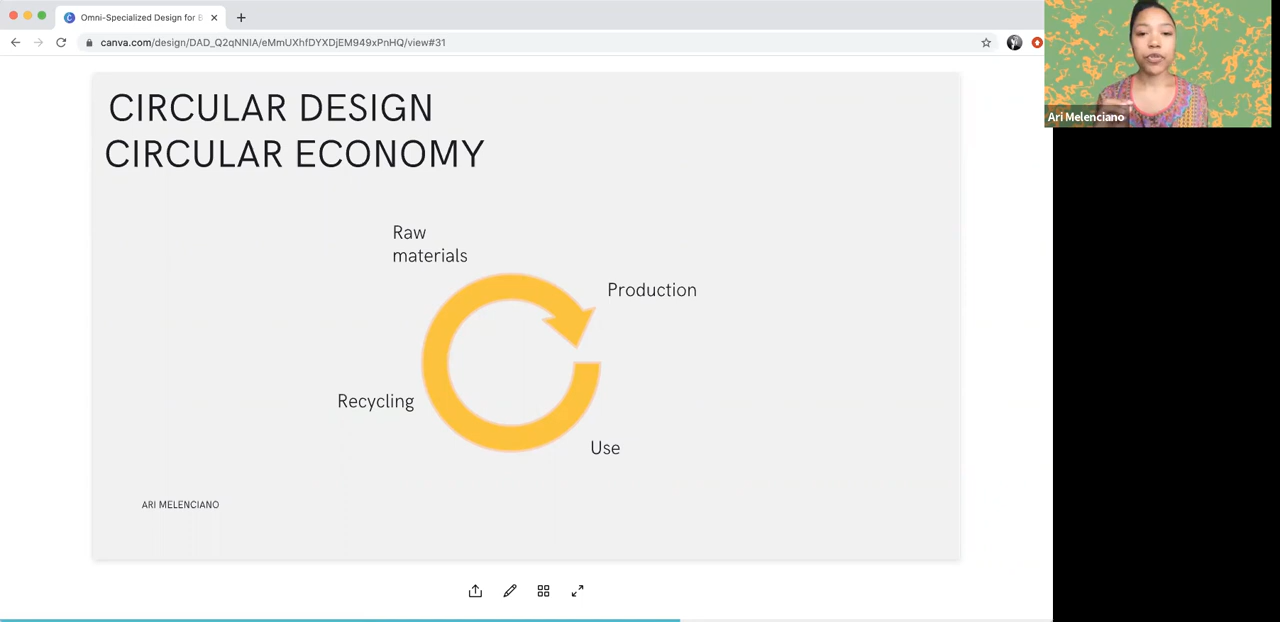 Omni-Specialized Design for B
canva.com/design/DAD_Q2qNNIA/eMmUXhfDYXDjEM949xPnHQ/view#31
Ari Melenciano
CIRCULAR DESIGN
CIRCULAR ECONOMY
Raw
materials
Production
Recycling
Use
ARI MELENCIANO